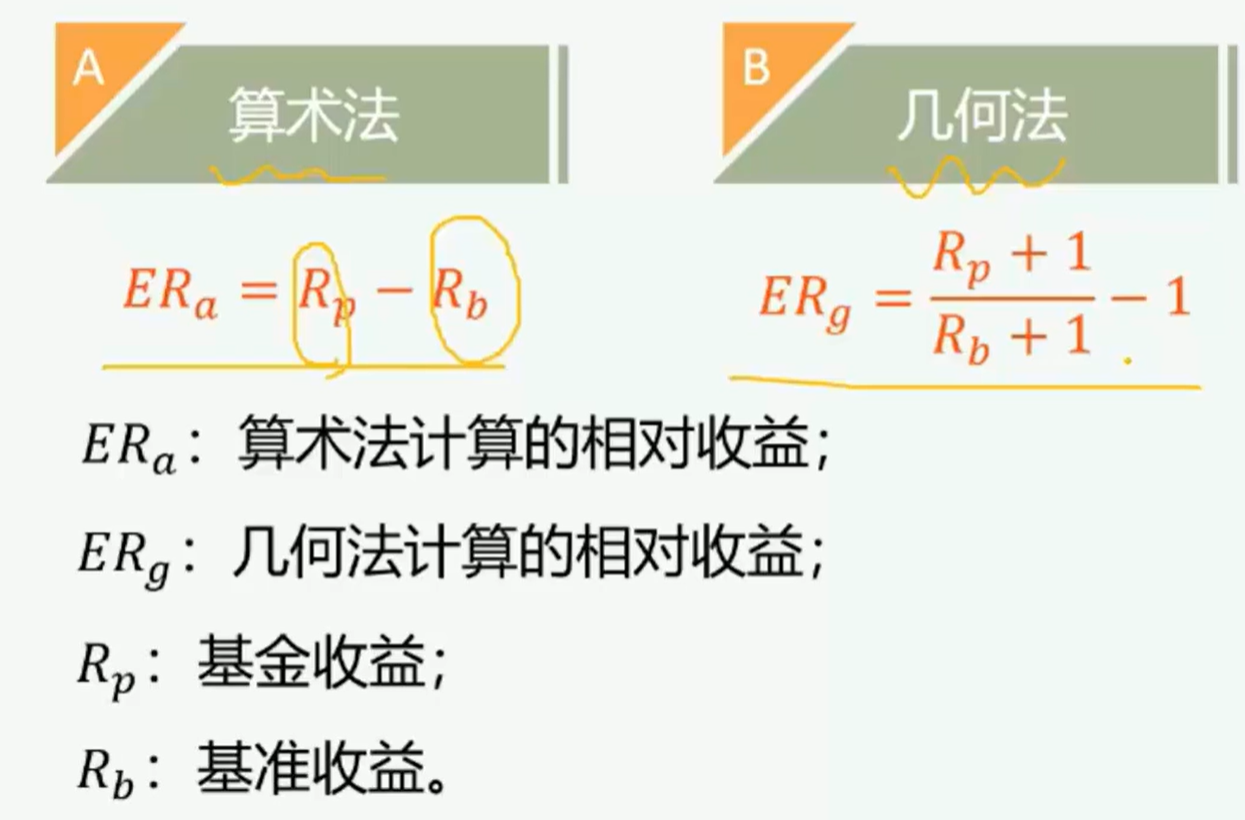 A
算术法
B
几何法
ER_a = R_p − R_b
ER_g = \frac{R_p + 1}{R_b + 1} − 1
ER_a：算术法计算的相对收益；
ER_g：几何法计算的相对收益；
R_p：基金收益；
R_b：基准收益。